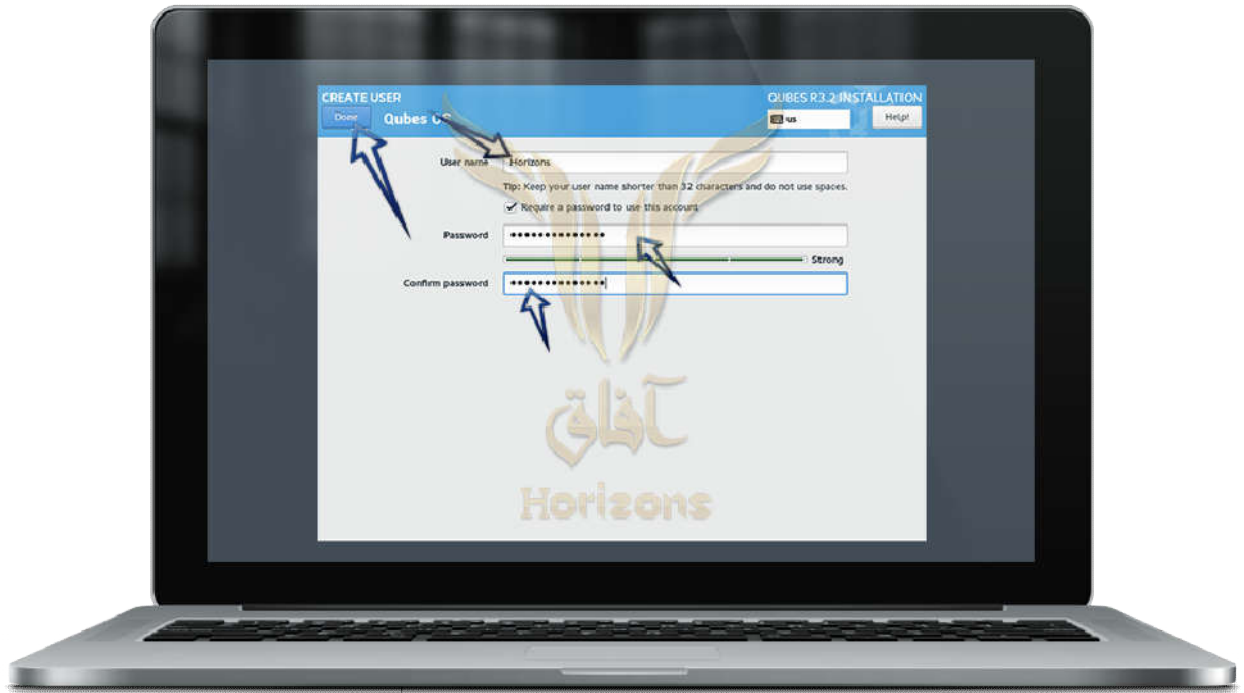 CREATE USER
QUBES R3.2 INSTALLATION
Done
Qubes OS
us
Help!
User name
Horizons
Tip: Keep your user name shorter than 32 characters and do not use spaces.
Require a password to use this account
Password
Strong
Confirm password
آفاق
Horizons